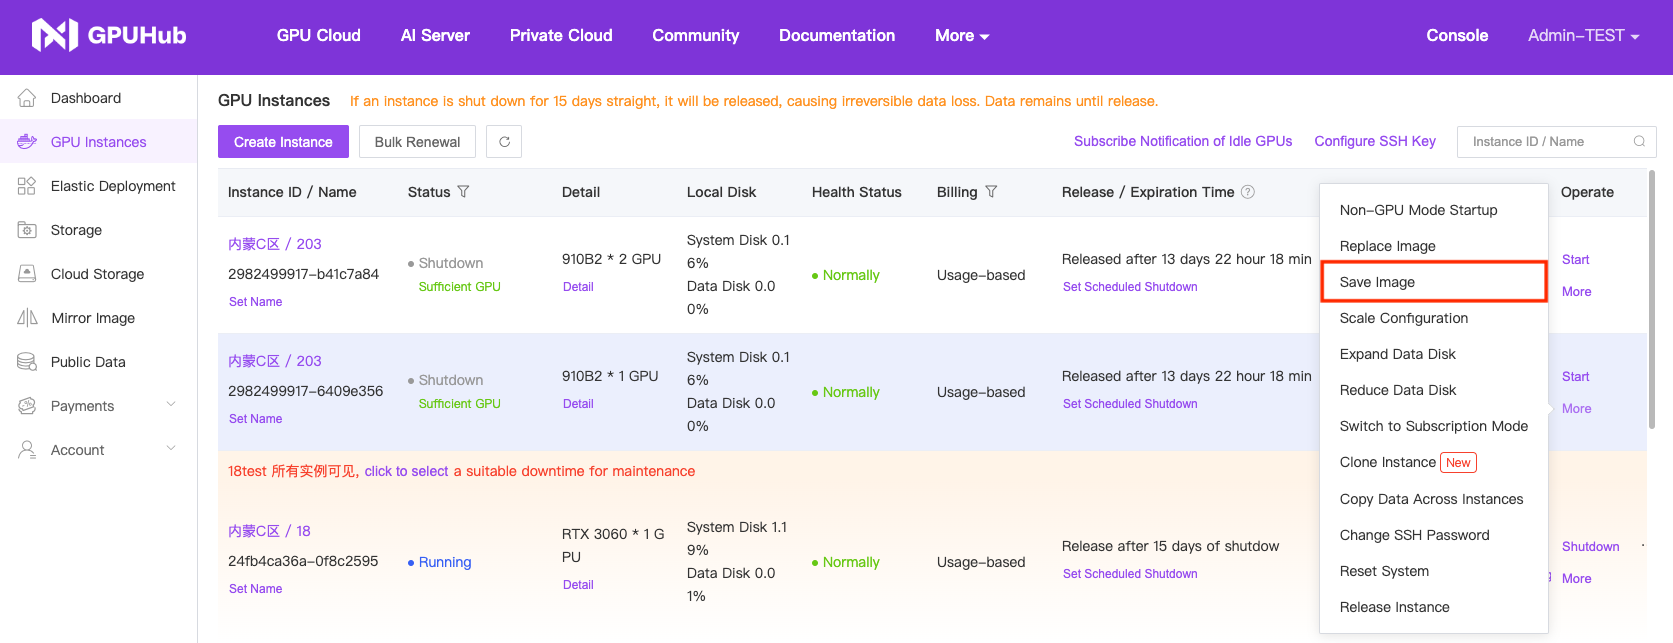 GPUHub
GPU Cloud
AI Server
Private Cloud
Community
Documentation
More
Console
Admin-TEST
Dashboard
GPU Instances
Elastic Deployment
Storage
Cloud Storage
Mirror Image
Public Data
Payments
Account
GPU Instances
If an instance is shut down for 15 days straight, it will be released, causing irreversible data loss. Data remains until release.
Create Instance
Bulk Renewal
Subscribe Notification of Idle GPUs
Configure SSH Key
Instance ID / Name
Instance ID / Name
Status
Detail
Local Disk
Health Status
Billing
Release / Expiration Time
Operate
内蒙C区 / 203
2982499917-b41c7a84
Set Name
Shutdown
Sufficient GPU
910B2 * 2 GPU
Detail
System Disk 0.1
6%
Data Disk 0.0
0%
Normally
Usage-based
Released after 13 days 22 hour 18 min
Set Scheduled Shutdown
Start
More
内蒙C区 / 203
2982499917-6409e356
Set Name
Shutdown
Sufficient GPU
910B2 * 1 GPU
Detail
System Disk 0.1
6%
Data Disk 0.0
0%
Normally
Usage-based
Released after 13 days 22 hour 18 min
Set Scheduled Shutdown
Start
More
18test 所有实例可见, click to select a suitable downtime for maintenance
内蒙C区 / 18
24fb4ca36a-0f8c2595
Set Name
Running
RTX 3060 * 1 G
PU
Detail
System Disk 1.1
9%
Data Disk 0.0
1%
Normally
Usage-based
Release after 15 days of shutdow
Set Scheduled Shutdown
Shutdown
More
Non-GPU Mode Startup
Replace Image
Save Image
Scale Configuration
Expand Data Disk
Reduce Data Disk
Switch to Subscription Mode
Clone Instance New
Copy Data Across Instances
Change SSH Password
Reset System
Release Instance